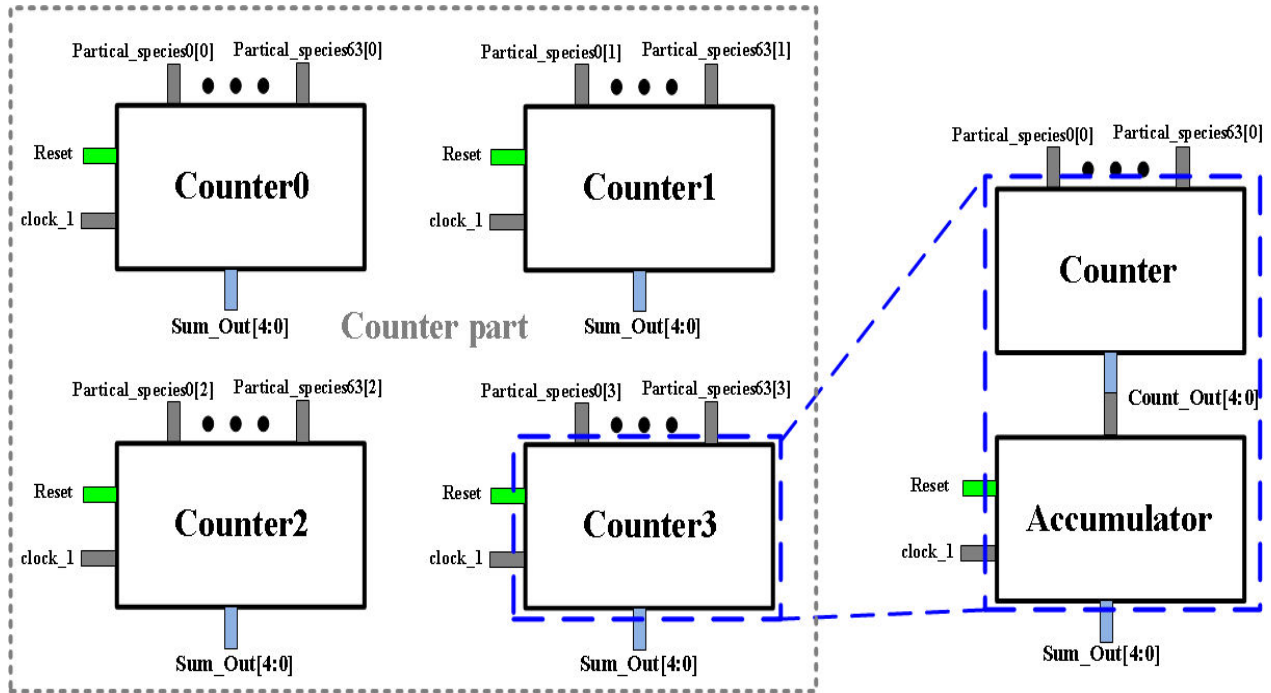 Partical_species0[0] Partical_species63[0]
Reset
Counter0
clock_1
Sum_Out[4:0]
Partical_species0[1] Partical_species63[1]
Reset
Counter1
clock_1
Sum_Out[4:0]
Counter part
Partical_species0[2] Partical_species63[2]
Reset
Counter2
clock_1
Sum_Out[4:0]
Partical_species0[3] Partical_species63[3]
Reset
Counter3
clock_1
Sum_Out[4:0]
Partical_species0[0] Partical_species63[0]
Counter
Count_Out[4:0]
Reset
Accumulator
clock_1
Sum_Out[4:0]